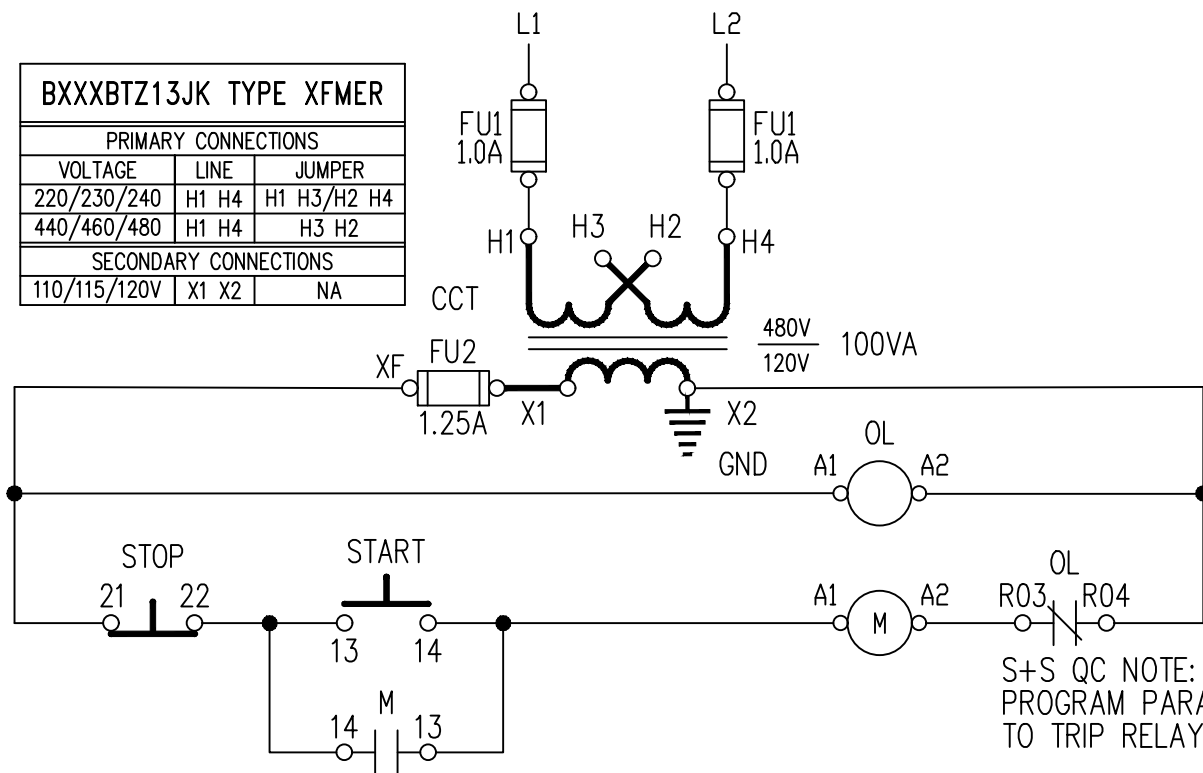 L1
L2
BXXXBTZ13JK TYPE XFMER
PRIMARY CONNECTIONS
VOLTAGE LINE JUMPER
220/230/240 H1 H4 H1 H3/H2 H4
440/460/480 H1 H4 H3 H2
SECONDARY CONNECTIONS
110/115/120V X1 X2 NA
FU1
1.0A
FU1
1.0A
H1 H3 H2 H4
CCT
480V
120V
100VA
XF FU2
1.25A
X1
X2
GND
OL
A1 A2
STOP
21 22
START
13 14
M
14 13
A1 M A2
OL
R03 R04
S+S QC NOTE:
PROGRAM PARA
TO TRIP RELAY